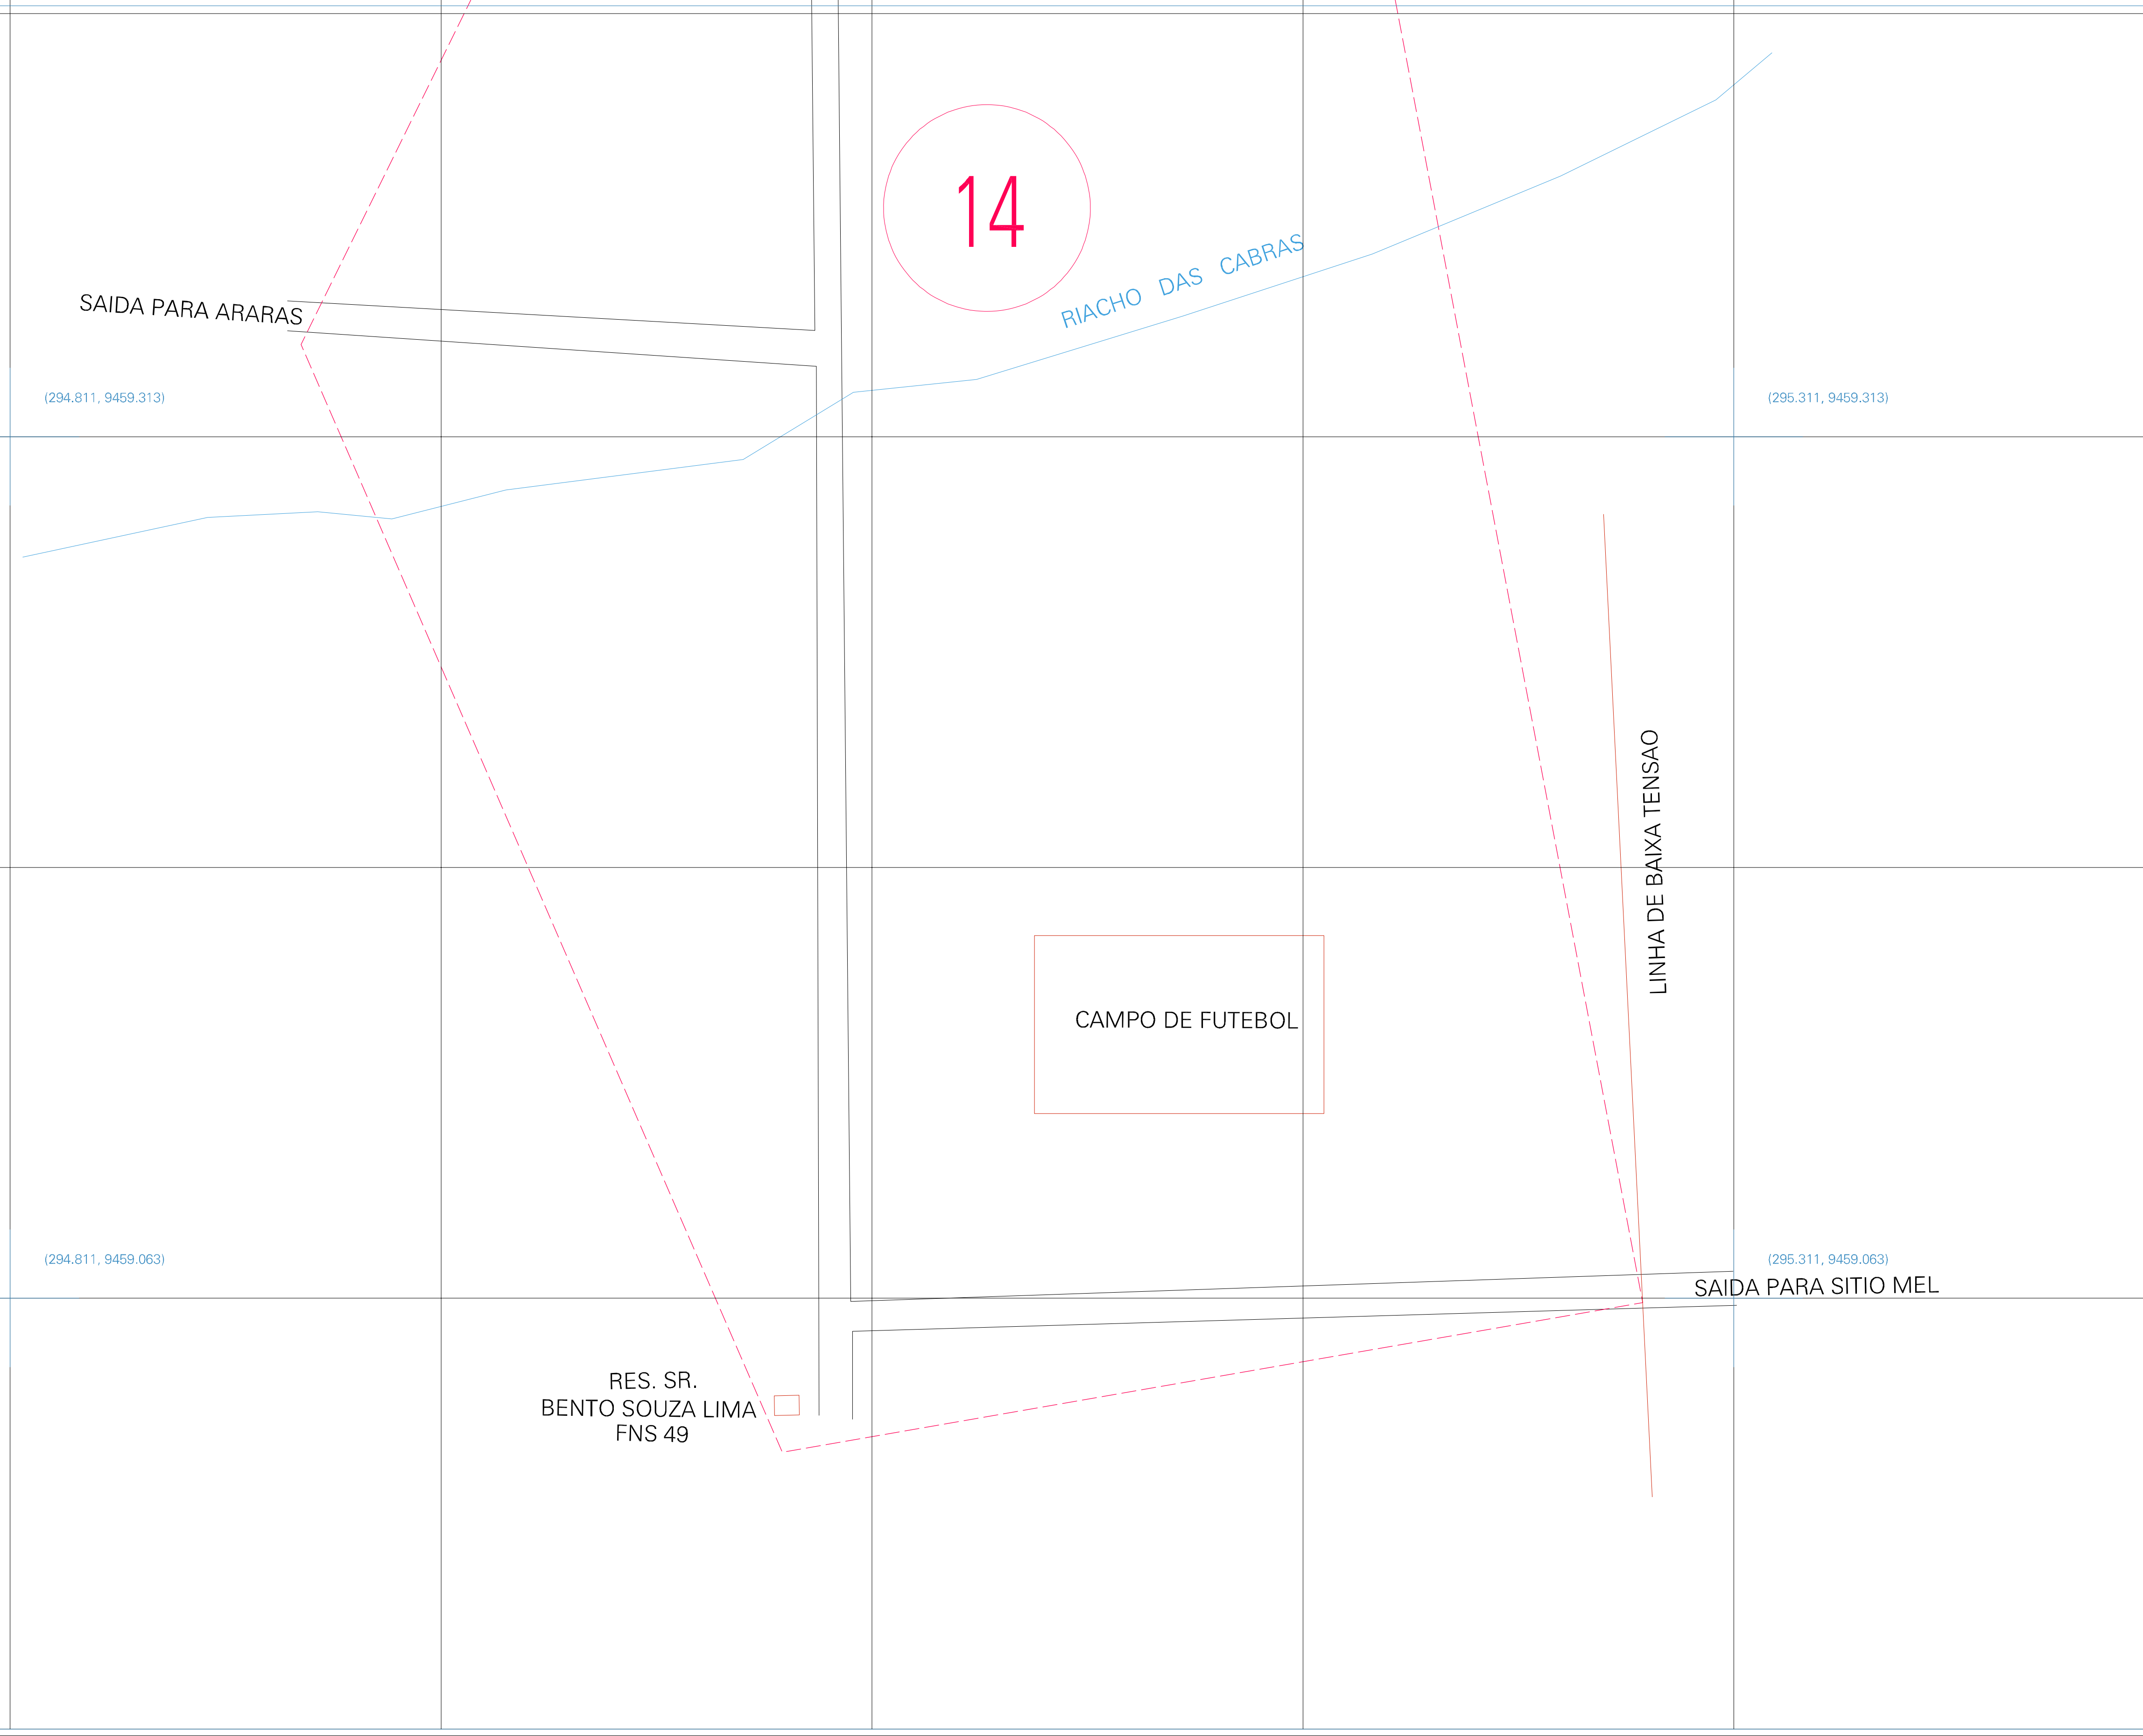 14
RIACHO DAS CABRAS
SAIDA PARA ARARAS
(294.811, 9459.313)
(295.311, 9459.313)
LINHA DE BAIXA TENSAO
CAMPO DE FUTEBOL
(294.811, 9459.063)
(295.311, 9459.063)
SAIDA PARA SITIO MEL
RES. SR.
BENTO SOUZA LIMA
FNS 49